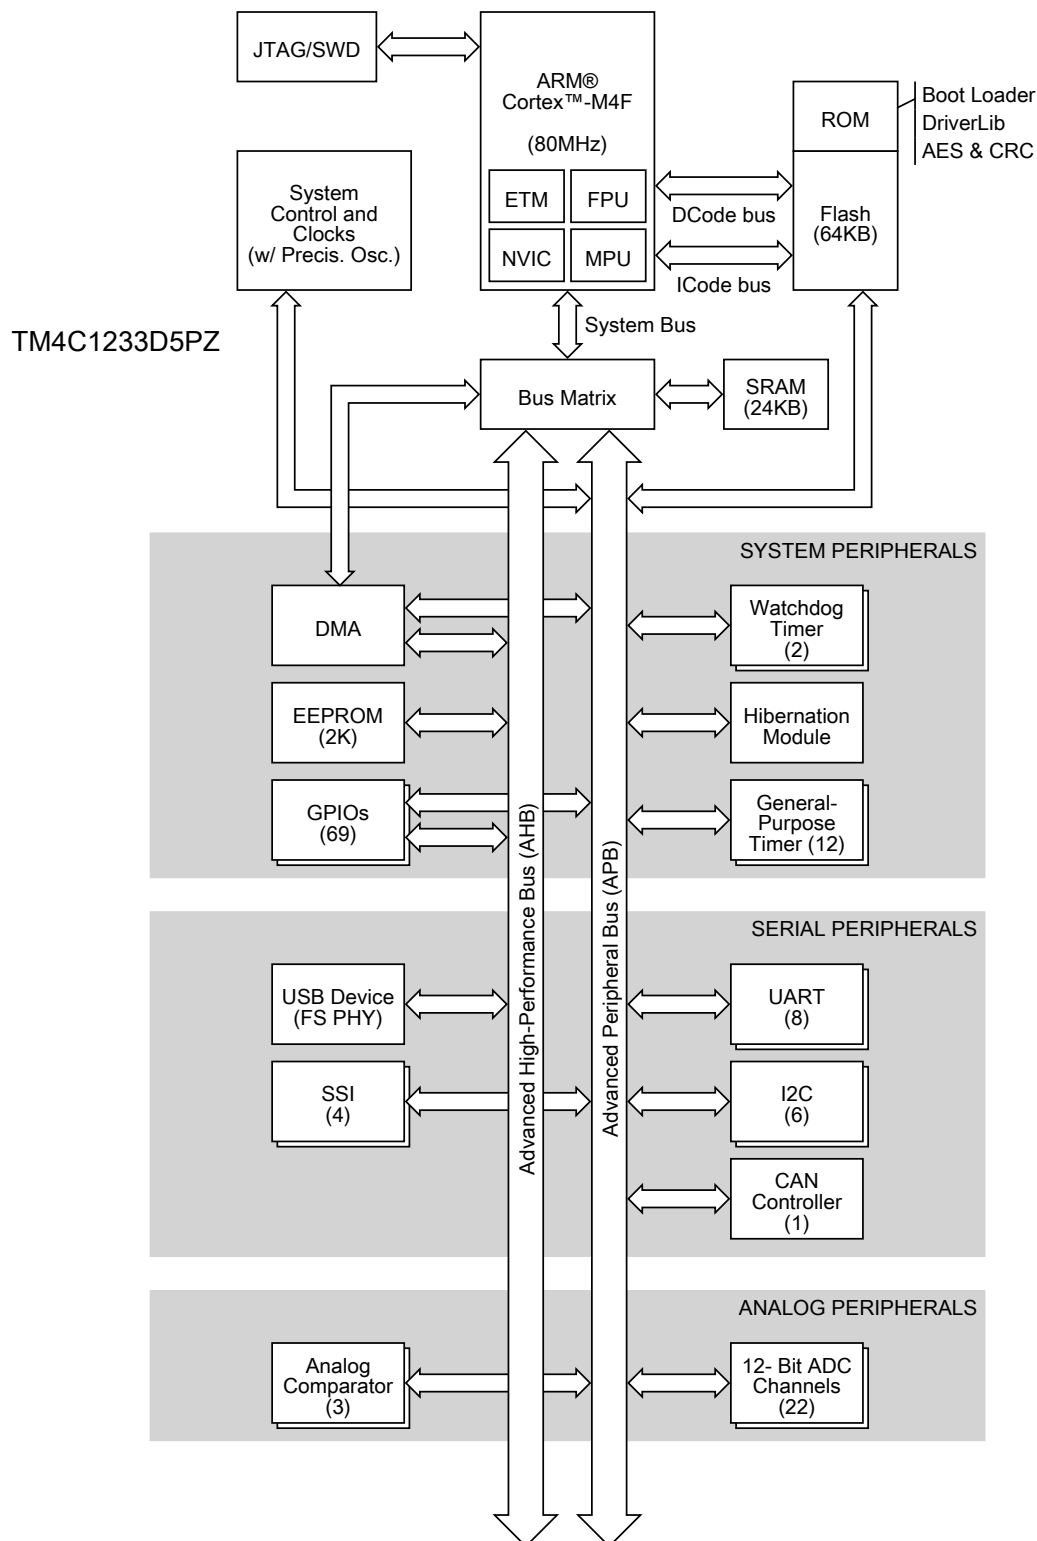 JTAG/SWD
ARM®
Cortex™-M4F
(80MHz)
ETM
FPU
NVIC
MPU
ROM
Boot Loader
DriverLib
AES & CRC
System
Control and
Clocks
(w/ Precis. Osc.)
DCode bus
Flash
(64KB)
ICode bus
System Bus
TM4C1233D5PZ
Bus Matrix
SRAM
(24KB)
SYSTEM PERIPHERALS
DMA
Watchdog
Timer
(2)
EEPROM
(2K)
Hibernation
Module
GPIOs
(69)
General-
Purpose
Timer (12)
Advanced High-Performance Bus (AHB)
Advanced Peripheral Bus (APB)
SERIAL PERIPHERALS
USB Device
(FS PHY)
UART
(8)
SSI
(4)
I2C
(6)
CAN
Controller
(1)
ANALOG PERIPHERALS
Analog
Comparator
(3)
12- Bit ADC
Channels
(22)